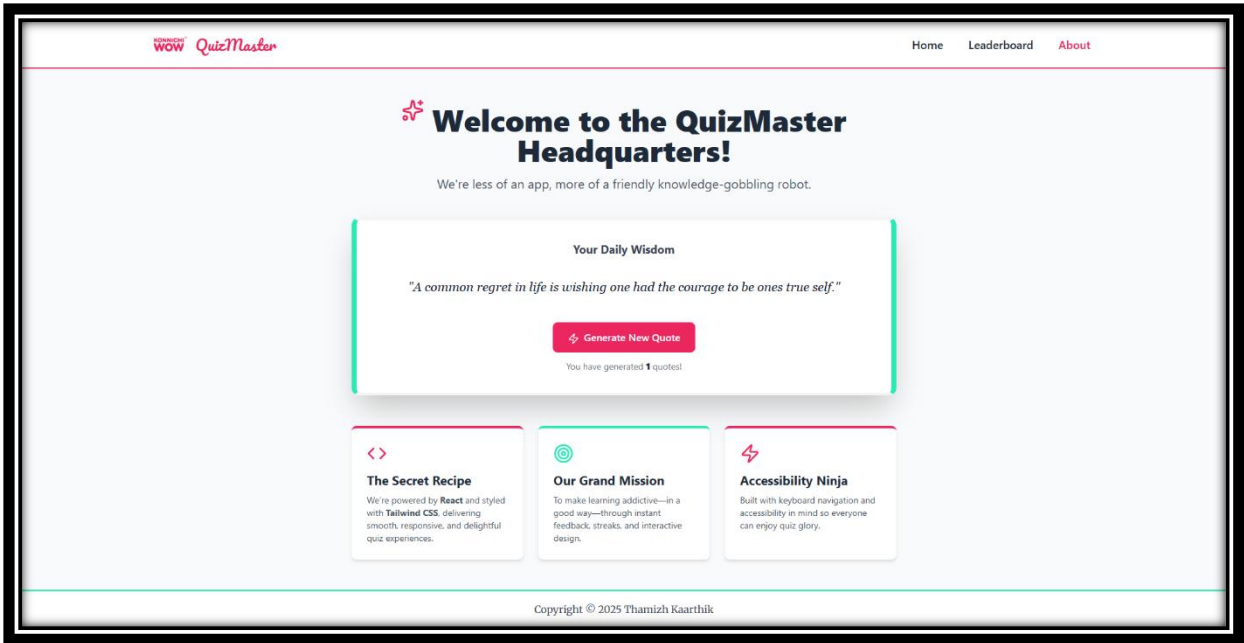 KONNICHI
WOW
QuizMaster
Home
Leaderboard
About
Welcome to the QuizMaster
Headquarters!
We're less of an app, more of a friendly knowledge-gobbling robot.
Your Daily Wisdom
"A common regret in life is wishing one had the courage to be ones true self."
Generate New Quote
You have generated 1 quotes!
The Secret Recipe
We're powered by React and styled
with Tailwind CSS, delivering
smooth, responsive, and delightful
quiz experiences.
Our Grand Mission
To make learning addictive—in a
good way—through instant
feedback, streaks, and interactive
design.
Accessibility Ninja
Built with keyboard navigation and
accessibility in mind so everyone
can enjoy quiz glory.
Copyright © 2025 Thamizh Kaarthik